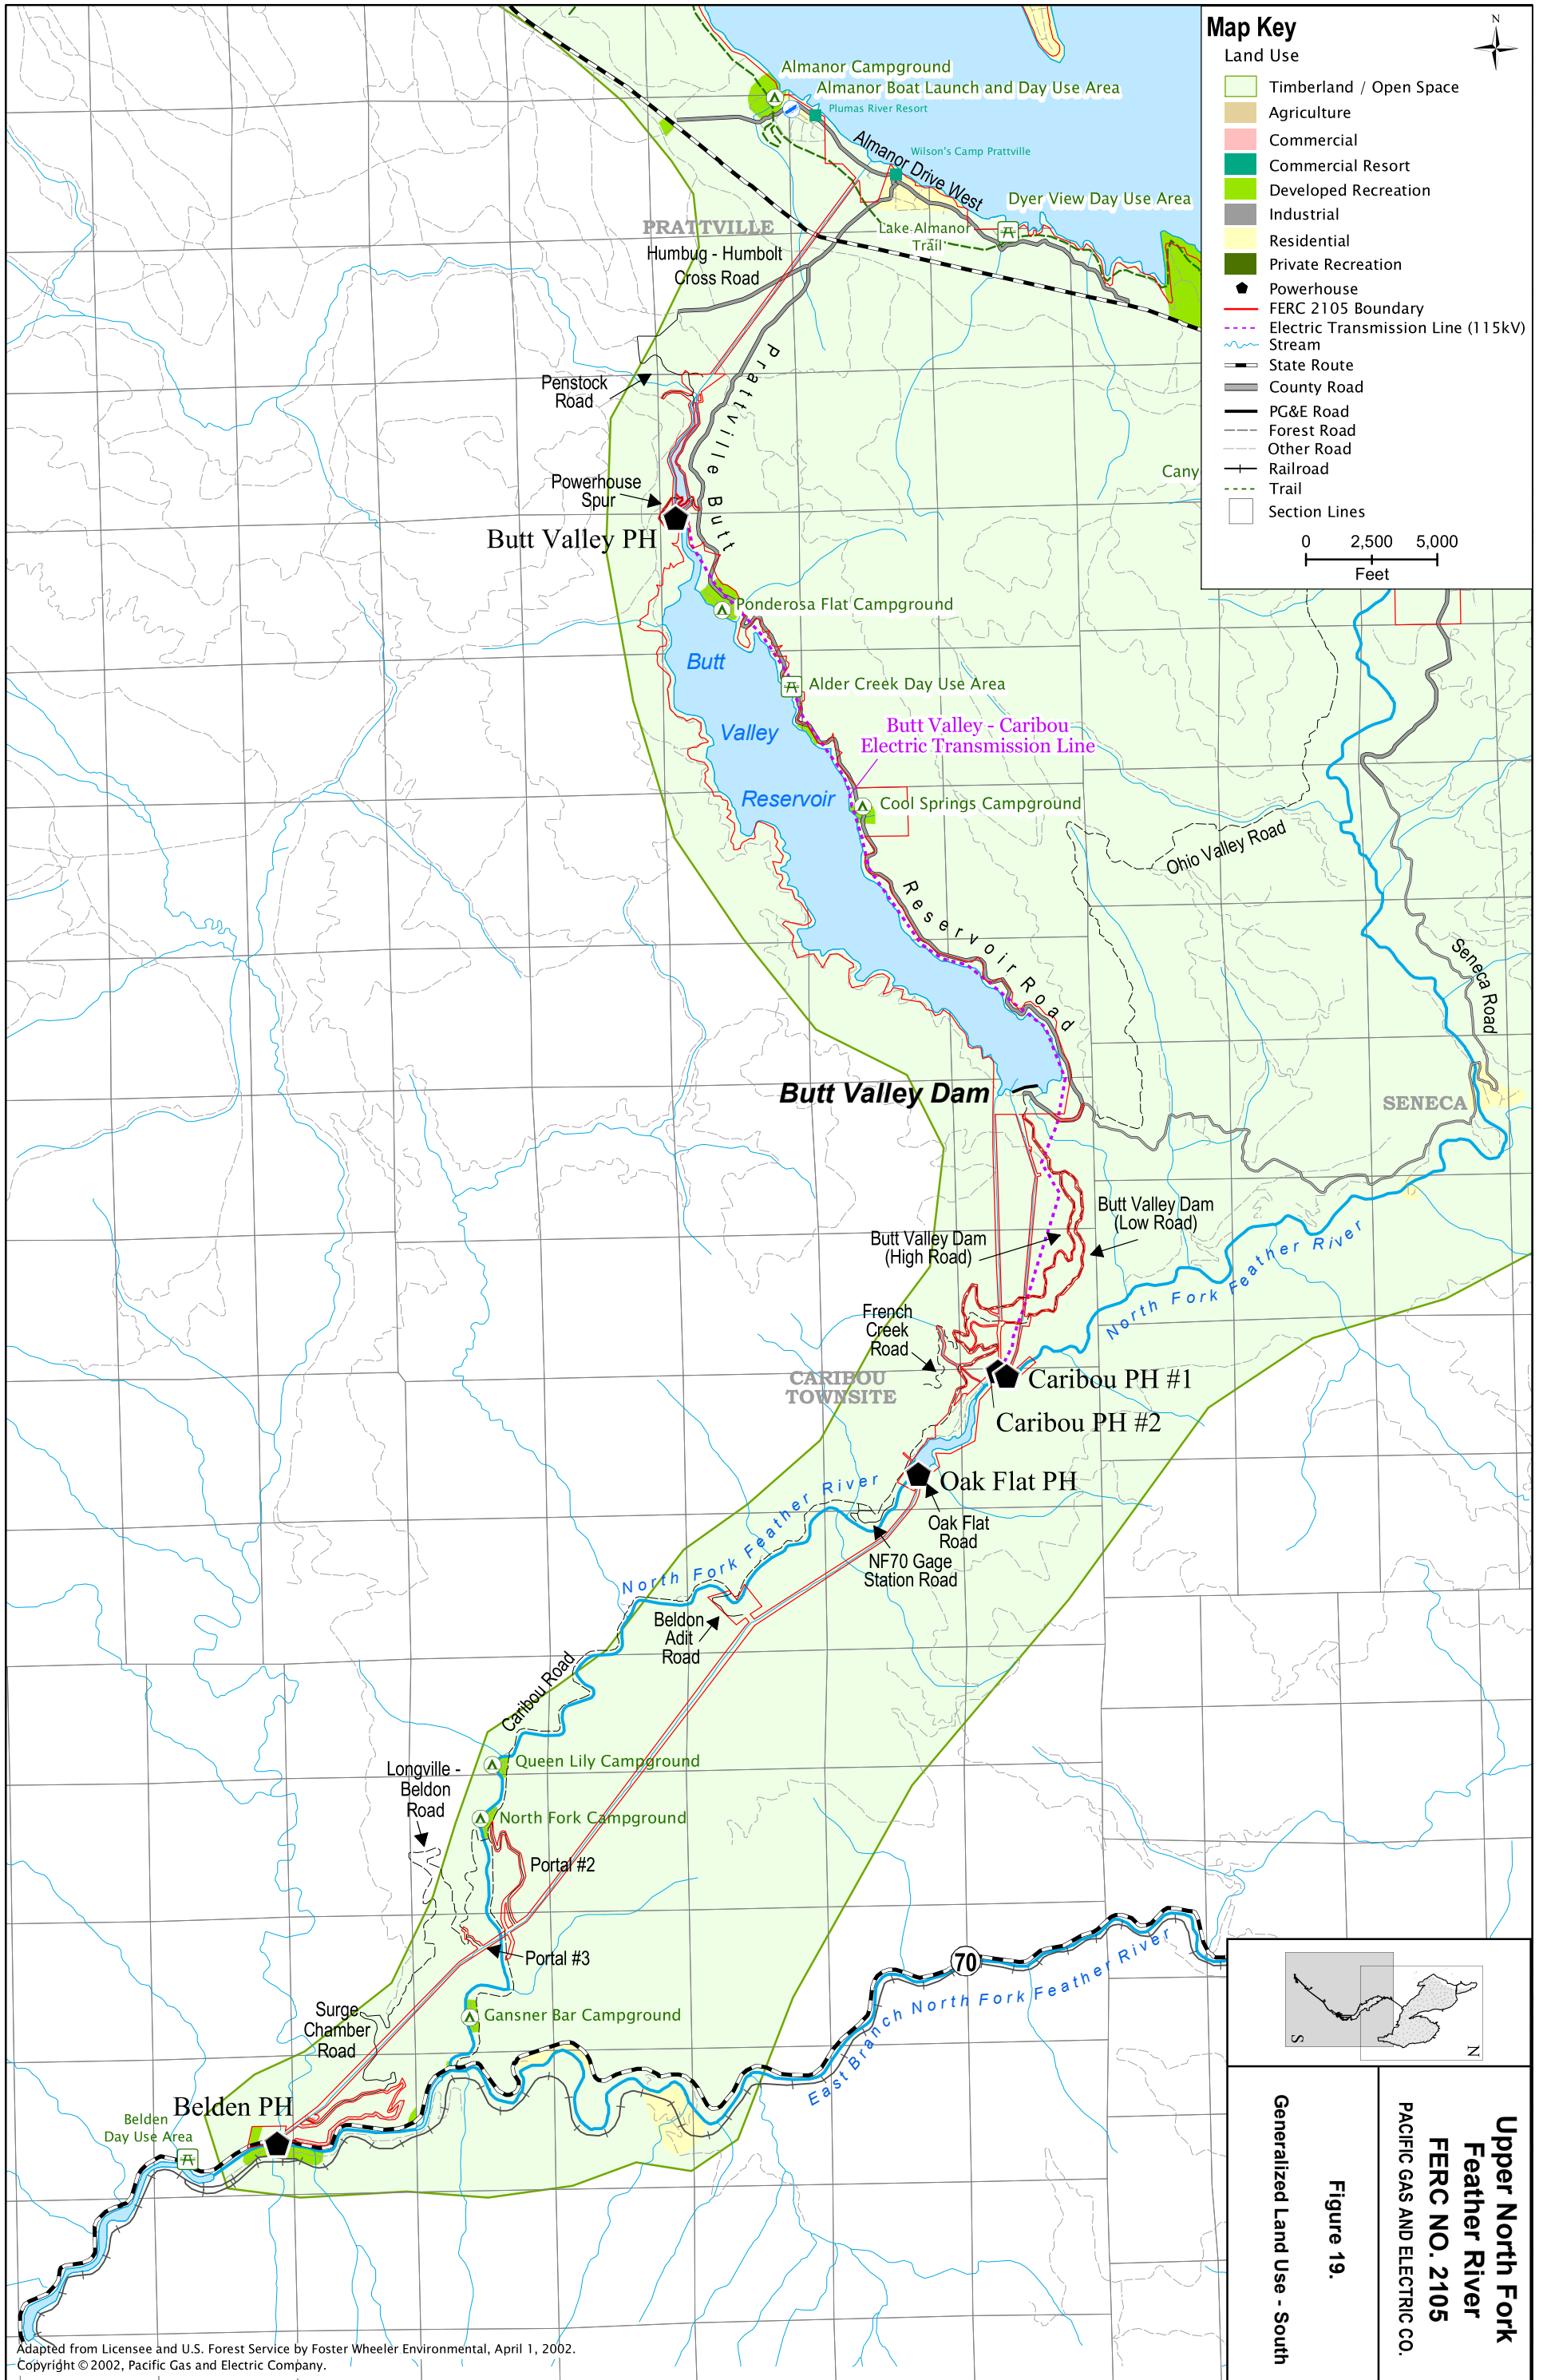 Map Key
N
Land Use
Timberland / Open Space
Agriculture
Commercial
Commercial Resort
Developed Recreation
Industrial
Residential
Private Recreation
Powerhouse
FERC 2105 Boundary
Electric Transmission Line (115kV)
Stream
State Route
County Road
PG&E Road
Forest Road
Other Road
Railroad
Trail
Section Lines
0 2,500 5,000
Feet
Almanor Campground
Almanor Boat Launch and Day Use Area
Plumas River Resort
Almanor Drive West
Wilson's Camp Prattville
Dyer View Day Use Area
PRATTVILLE
Lake Almanor
Trail
Humbug - Humbolt
Cross Road
Penstock
Road
Prattville Butt
Cany
Powerhouse
Spur
Butt Valley PH
Ponderosa Flat Campground
Butt
Valley
Reservoir
Alder Creek Day Use Area
Butt Valley - Caribou
Electric Transmission Line
Cool Springs Campground
Ohio Valley Road
Reservoir Road
Seneca Road
Butt Valley Dam
SENECA
Butt Valley Dam
(Low Road)
Butt Valley Dam
(High Road)
North Fork Feather River
French
Creek
Road
CARIBOU
TOWNSITE
Caribou PH #1
Caribou PH #2
Oak Flat PH
North Fork Feather River
Oak Flat
Road
NF70 Gage
Station Road
Beldon
Adit
Road
Caribou Road
Queen Lily Campground
Longville -
Beldon
Road
North Fork Campground
Portal #2
Portal #3
70
East Branch North Fork Feather River
Gansner Bar Campground
Surge
Chamber
Road
Belden PH
Belden
Day Use Area
S
N
Upper North Fork
Feather River
FERC NO. 2105
PACIFIC GAS AND ELECTRIC CO.
Figure 19.
Generalized Land Use - South
Adapted from Licensee and U.S. Forest Service by Foster Wheeler Environmental, April 1, 2002.
Copyright © 2002, Pacific Gas and Electric Company.